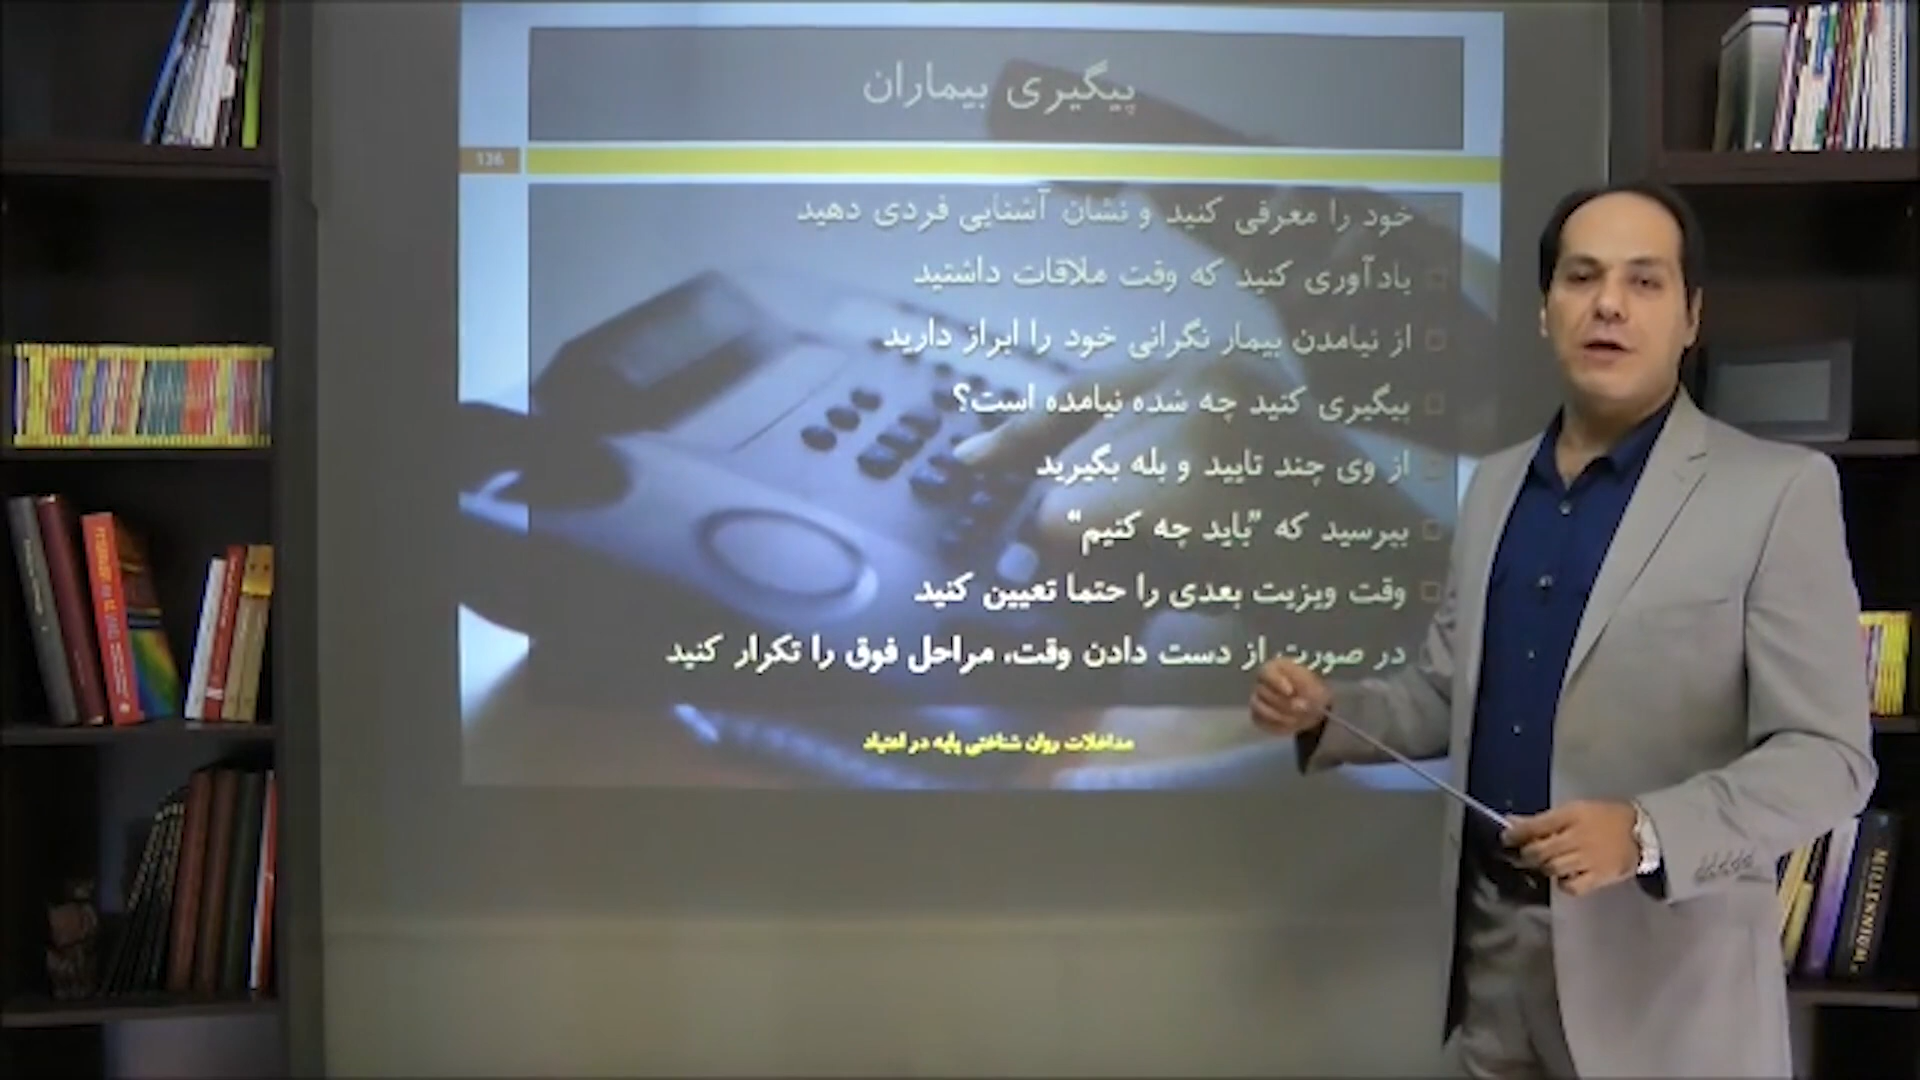 پیگیری بیماران
136
خود را معرفی کنید و نشان آشنایی فردی دهید
یادآوری کنید که وقت ملاقات داشتید
از نیامدن بیمار نگرانی خود را ابراز دارید
پیگیری کنید چه شده نیامده است؟
از وی چند تایید و بله بگیرید
بپرسید که "باید چه کنیم"
وقت ویزیت بعدی را حتما تعیین کنید
در صورت از دست دادن وقت، مراحل فوق را تکرار کنید
مداخلات روان شناختی پایه در اعتیاد
MILLENNIUM